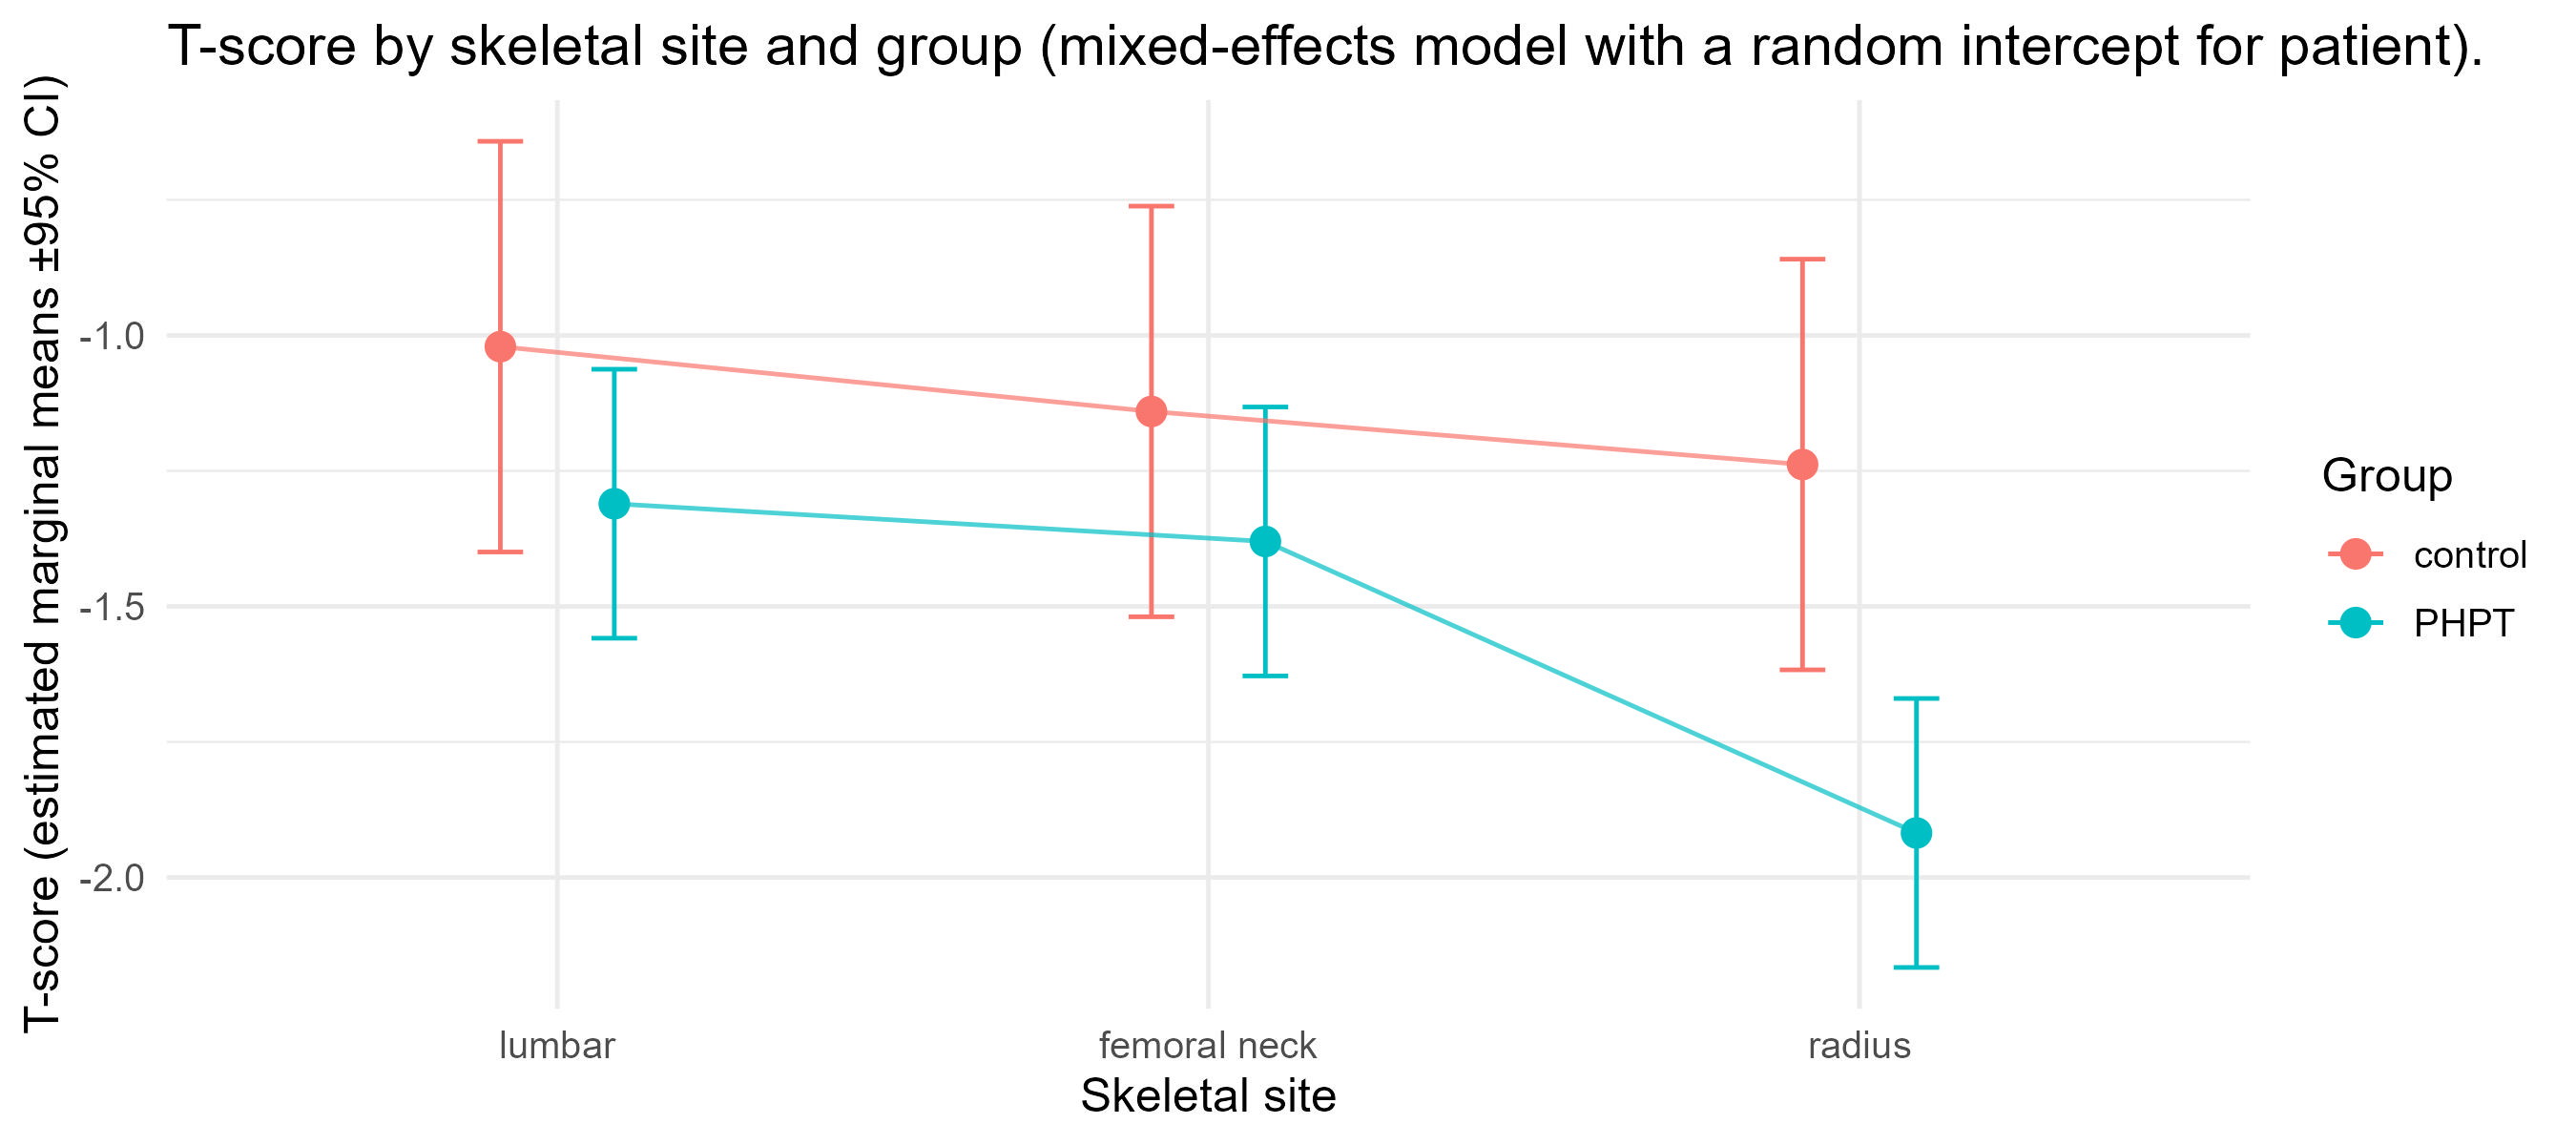 T-score by skeletal site and group (mixed-effects model with a random intercept for patient).
T-score (estimated marginal means ±95% CI)
-1.0
-1.5
-2.0
lumbar
femoral neck
radius
Skeletal site
Group
control
PHPT